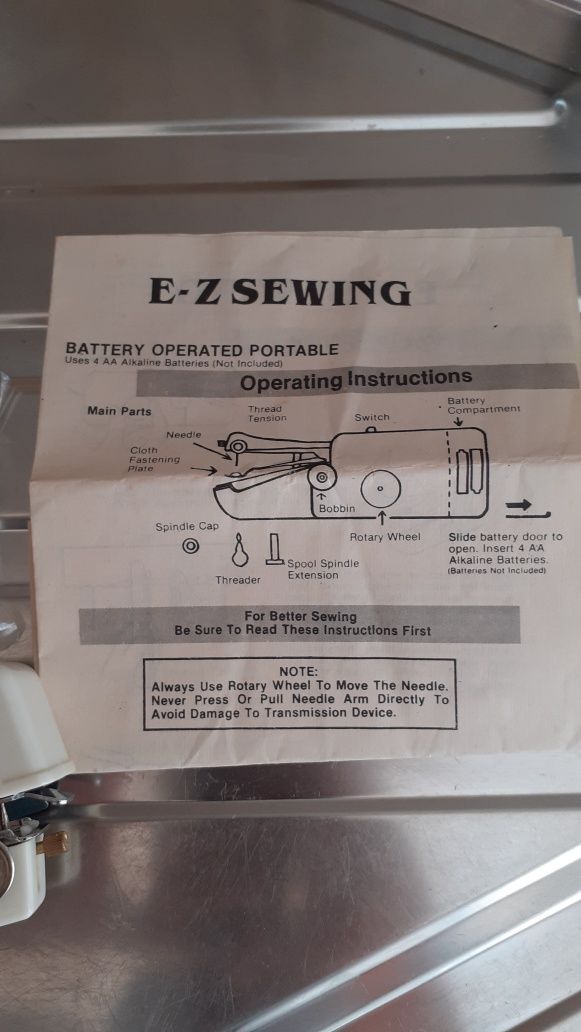 E-Z SEWING
BATTERY OPERATED PORTABLE
Uses 4 AA Alkaline Batteries (Not Included)
Operating Instructions
Main Parts
Thread
Tension
Switch
Battery
Compartment
Needle
Cloth
Fastening
Plate
Bobbin
Spindle Cap
Threader
Spool Spindle
Extension
Rotary Wheel
Slide battery door to
open. Insert 4 AA
Alkaline Batteries.
(Batteries Not Included)
For Better Sewing
Be Sure To Read These Instructions First
NOTE:
Always Use Rotary Wheel To Move The Needle.
Never Press Or Pull Needle Arm Directly To
Avoid Damage To Transmission Device.